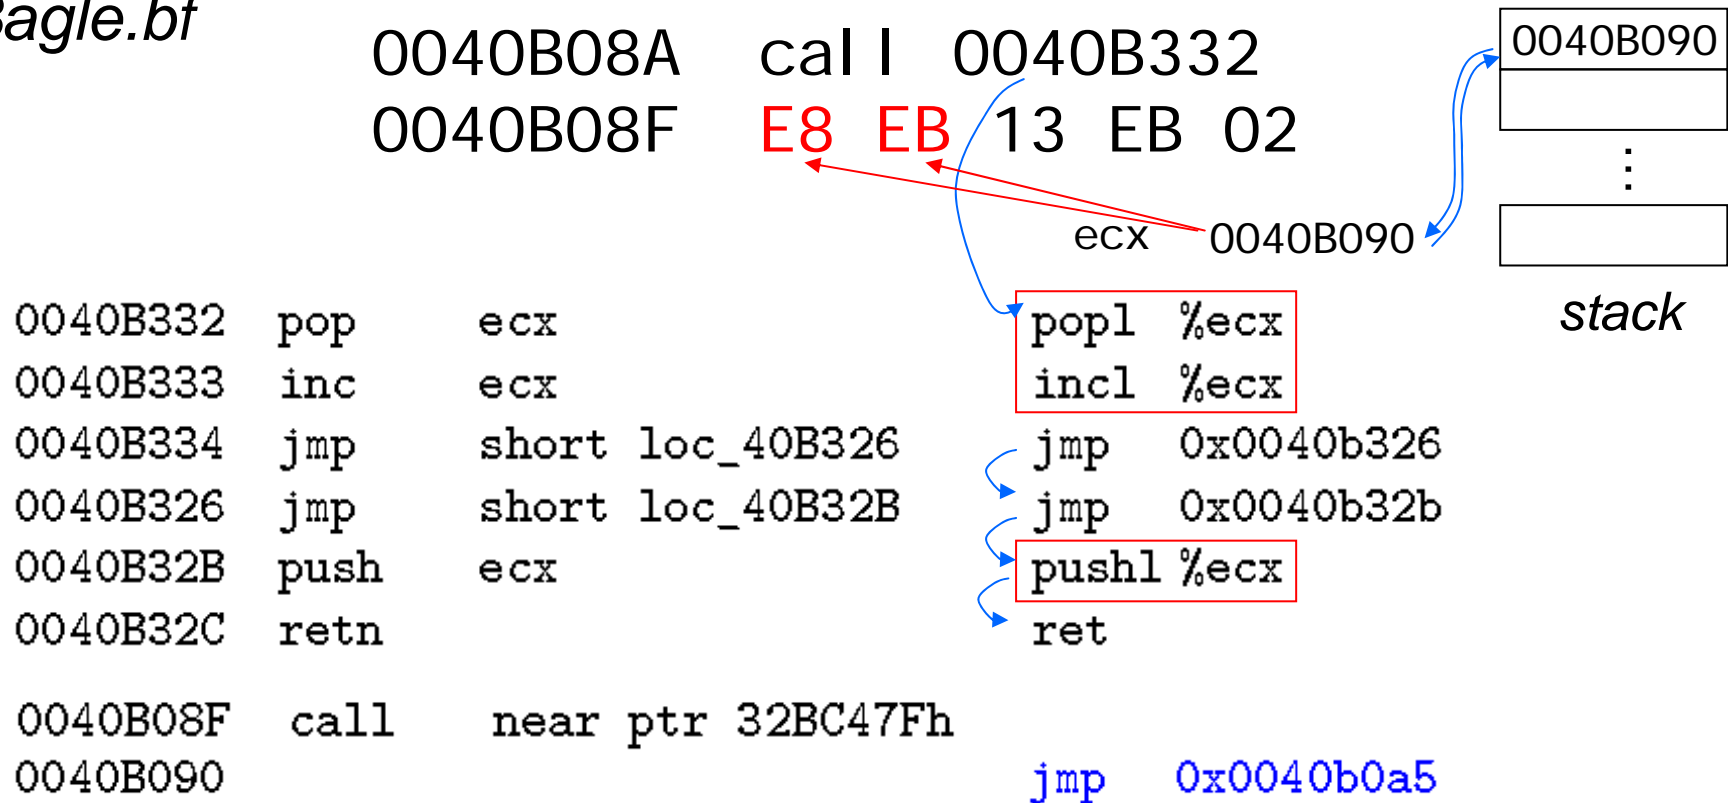 agle.bf
0040B08A call 0040B332
0040B08F E8 EB 13 EB 02
0040B090
ecx 0040B090
stack
0040B332 pop ecx popl %ecx
0040B333 inc ecx incl %ecx
0040B334 jmp short loc_40B326 jmp 0x0040b326
0040B326 jmp short loc_40B32B jmp 0x0040b32b
0040B32B push ecx pushl %ecx
0040B32C retn ret
0040B08F call near ptr 32BC47Fh
0040B090 jmp 0x0040b0a5